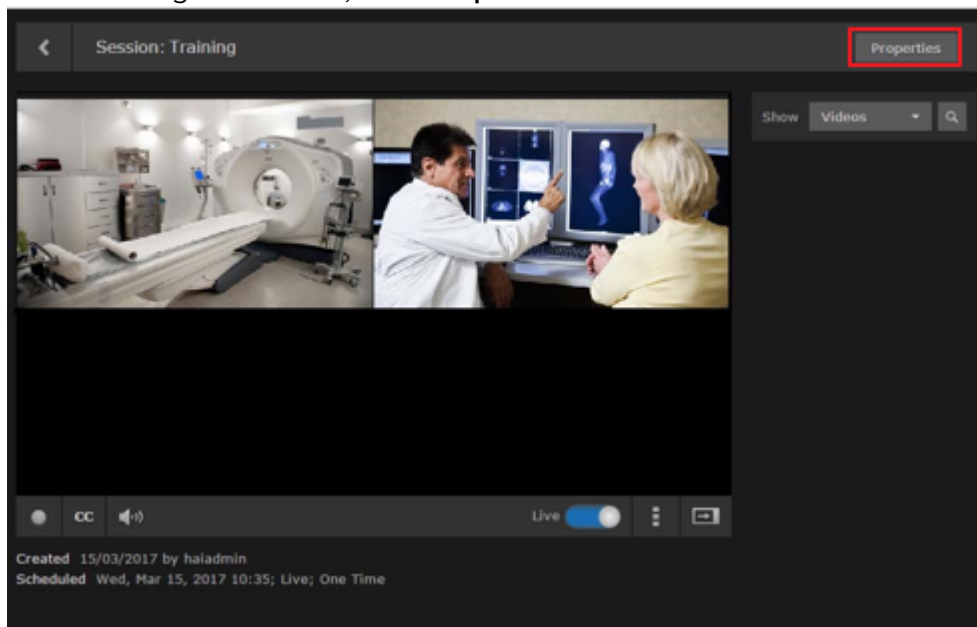 Session: Training
Properties
Show Videos
CC
Live
Created 15/03/2017 by haiadmin
Scheduled Wed, Mar 15, 2017 10:35; Live; One Time